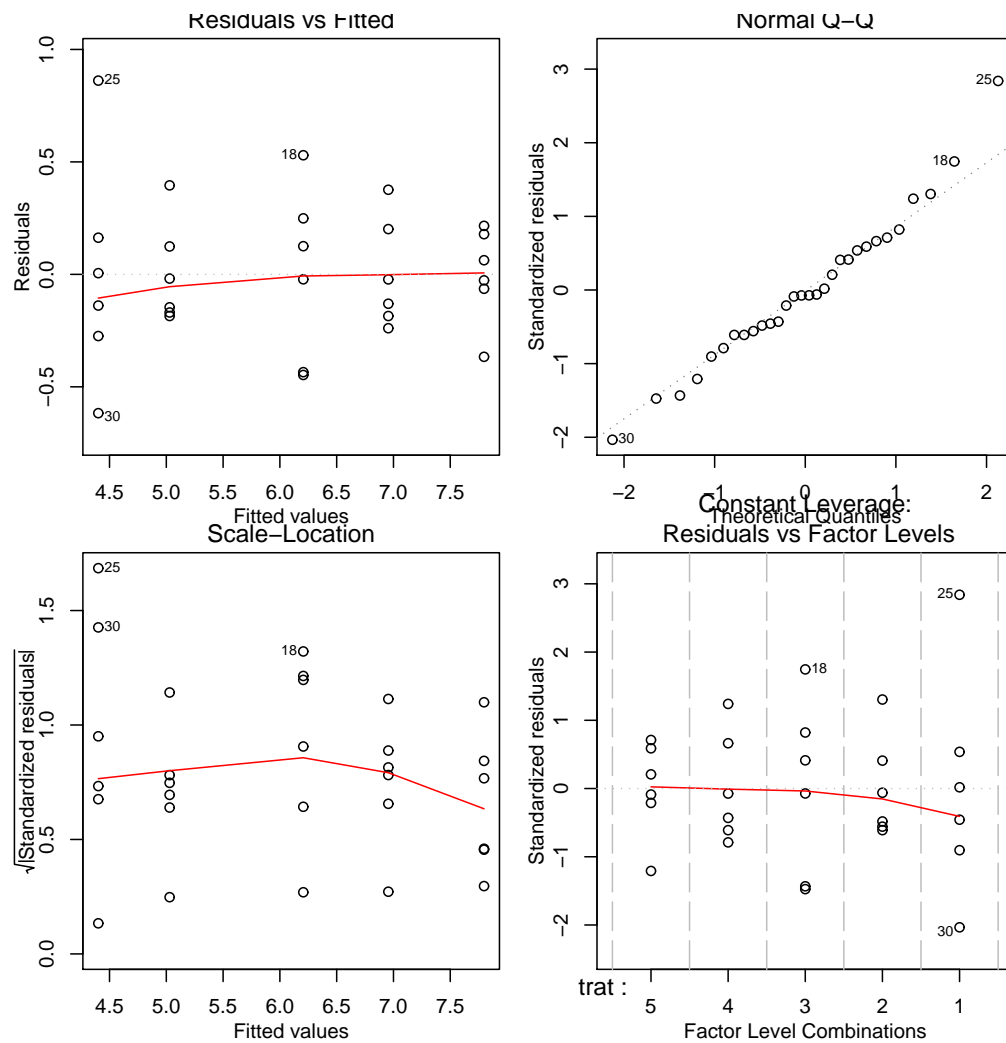 Residuals vs Fitted
1.0
0.5
0.0
−0.5
Residuals
25
18
30
4.5 5.0 5.5 6.0 6.5 7.0 7.5
Fitted values
Normal Q−Q
3
2
1
0
−1
−2
Standardized residuals
25
18
30
−2 −1 0 1 2
Theoretical Quantiles
Scale−Location
1.5
1.0
0.5
0.0
√|Standardized residuals|
25
30
18
4.5 5.0 5.5 6.0 6.5 7.0 7.5
Fitted values
Constant Leverage:
Residuals vs Factor Levels
3
2
1
0
−1
−2
Standardized residuals
25
18
30
trat :
5 4 3 2 1
Factor Level Combinations